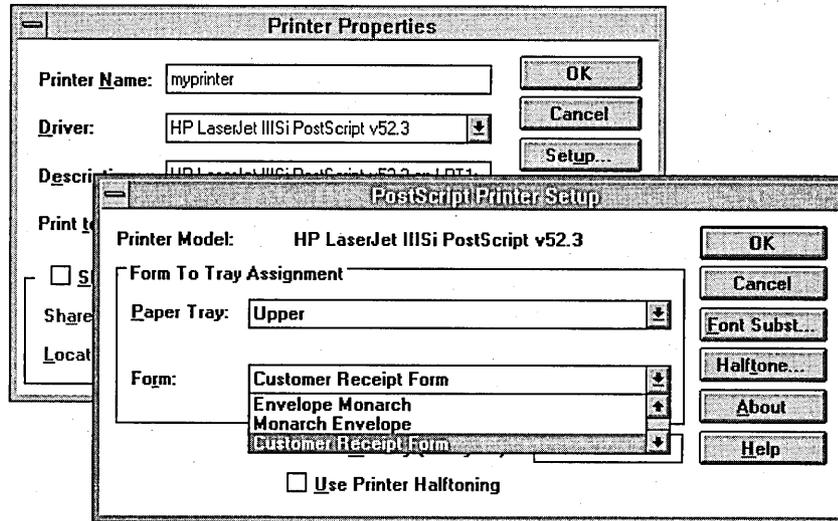 Printer Properties
Printer Name: myprinter
OK
Driver: HP LaserJet IIISi PostScript v52.3
Cancel
Setup...
PostScript Printer Setup
Print
Printer Model: HP LaserJet IIISi PostScript v52.3
OK
Form To Tray Assignment
Cancel
Paper Tray: Upper
Font Subst...
Form: Customer Receipt Form
Halftone...
Envelope Monarch
Monarch Envelope
Customer Receipt Form
About
Help
Use Printer Halftoning